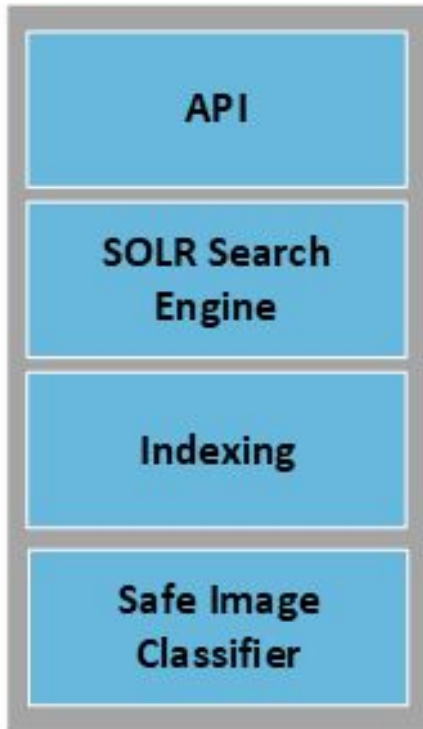 API
SOLR Search
Engine
Indexing
Safe Image
Classifier